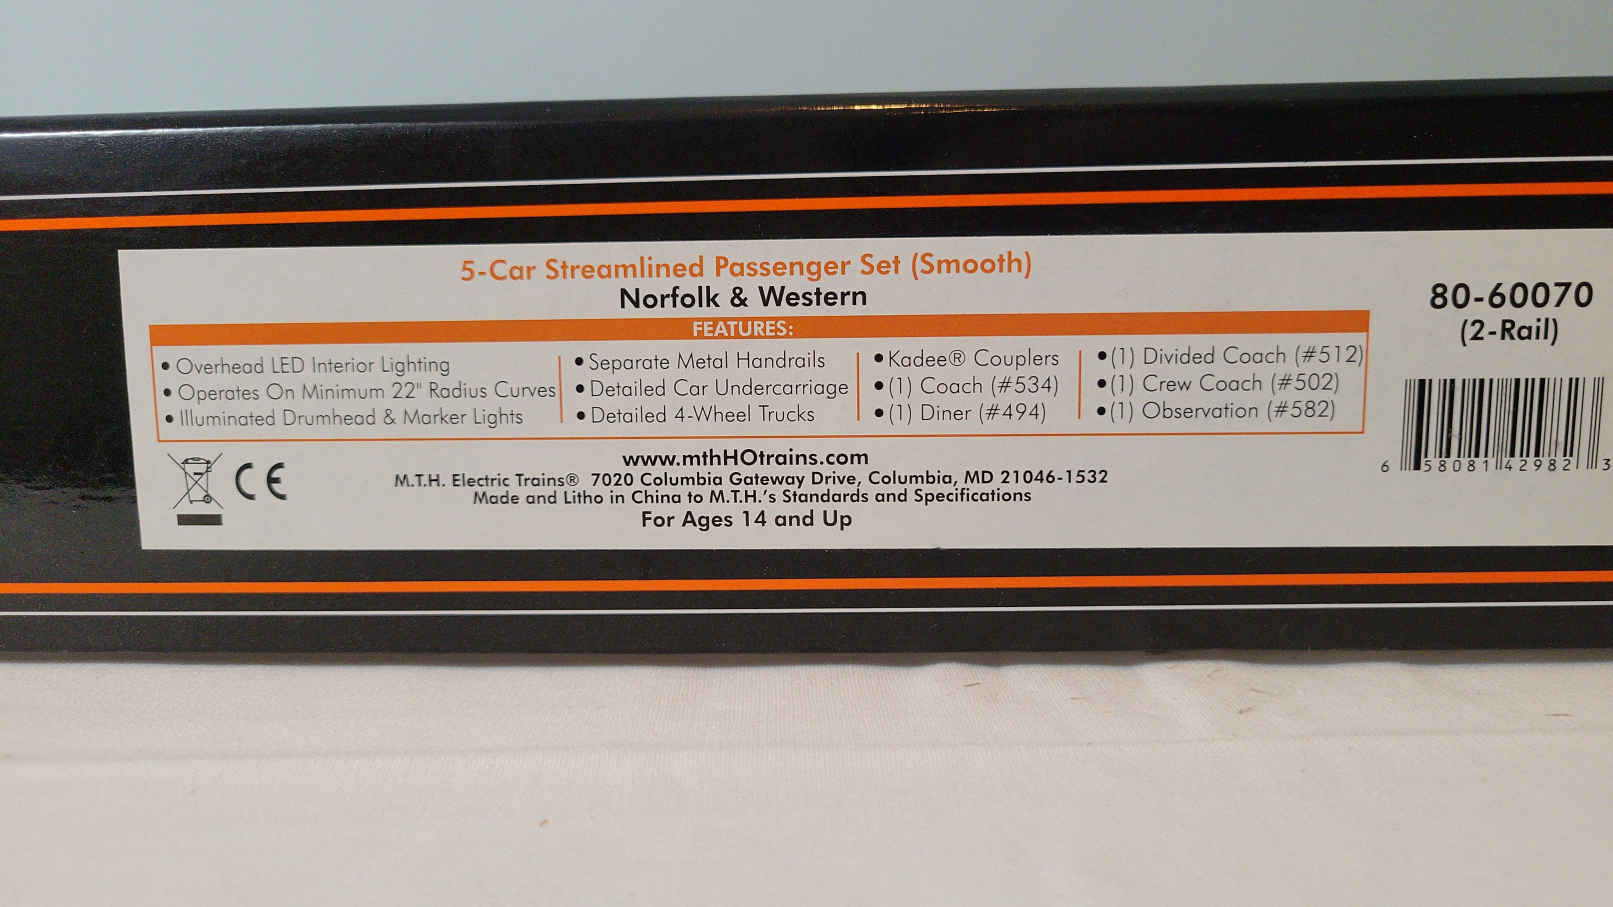 5-Car Streamlined Passenger Set (Smooth)
Norfolk & Western
FEATURES:
• Overhead LED Interior Lighting
• Operates On Minimum 22" Radius Curves
• Illuminated Drumhead & Marker Lights
• Separate Metal Handrails
• Detailed Car Undercarriage
• Detailed 4-Wheel Trucks
• Kadee® Couplers
• (1) Coach (#534)
• (1) Diner (#494)
• (1) Divided Coach (#512)
• (1) Crew Coach (#502)
• (1) Observation (#582)
80-60070
(2-Rail)
6 58081 42982 3
CE
www.mthHOtrains.com
M.T.H. Electric Trains® 7020 Columbia Gateway Drive, Columbia, MD 21046-1532
Made and Litho in China to M.T.H.'s Standards and Specifications
For Ages 14 and Up